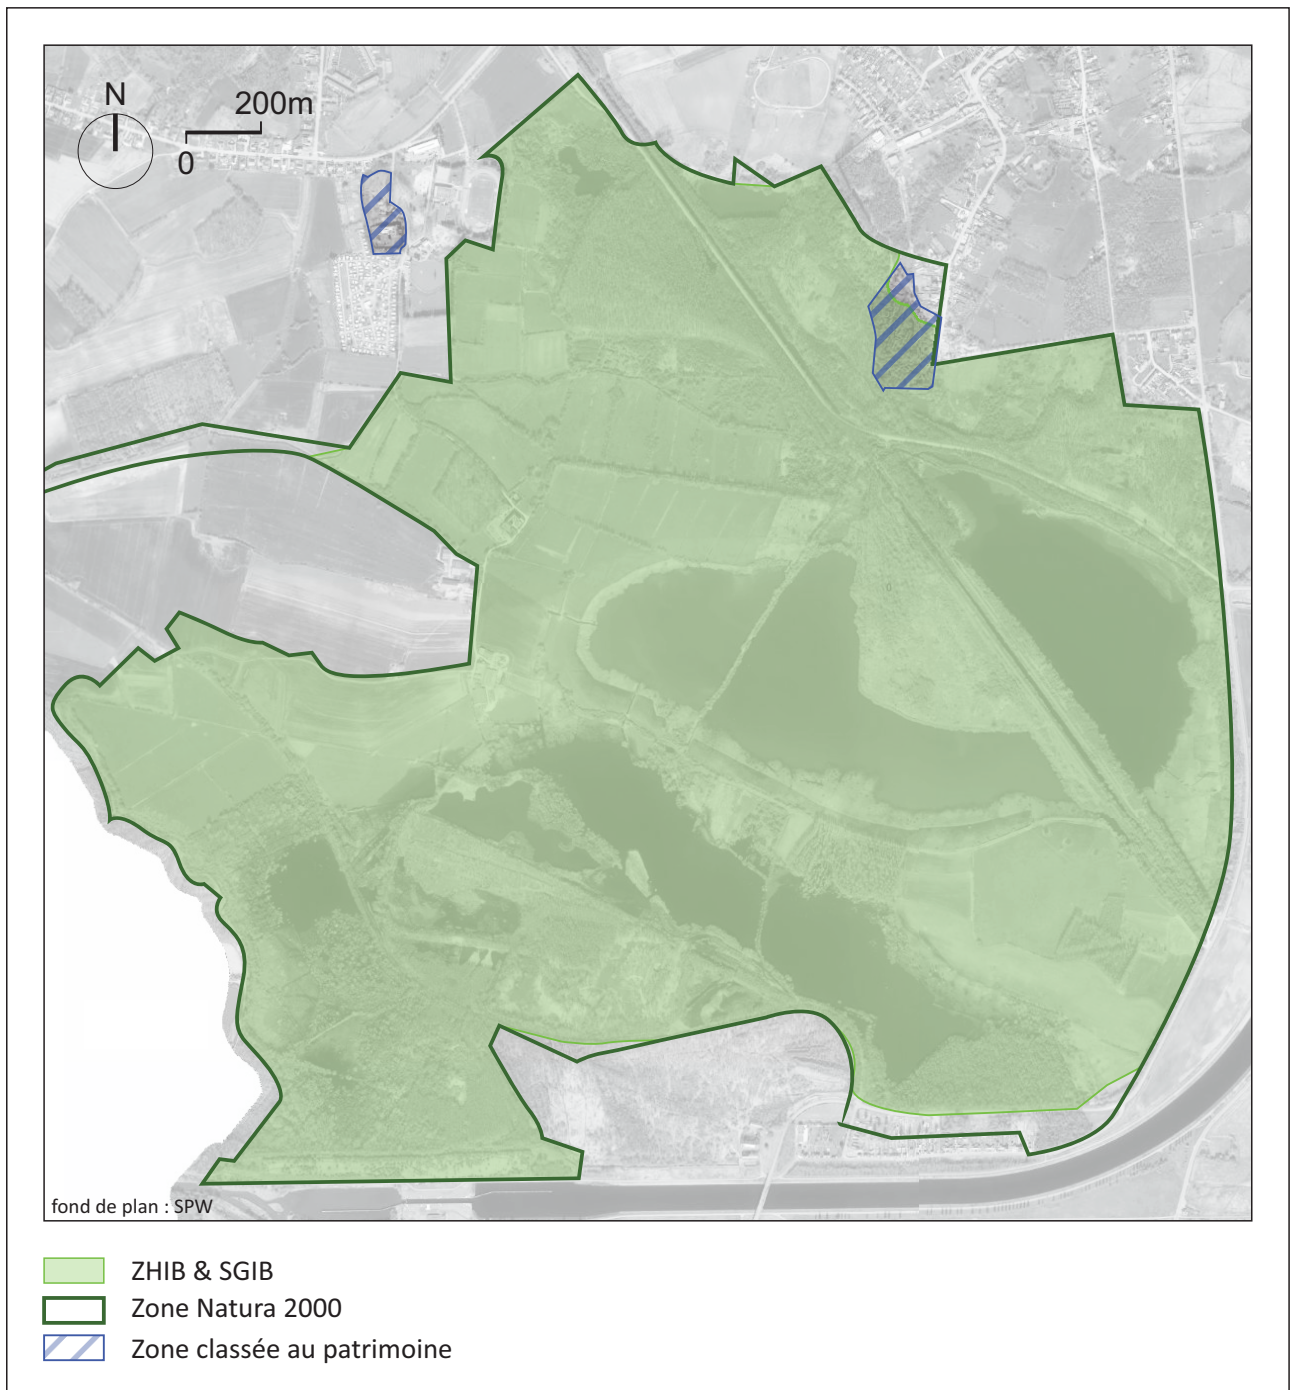 N
200m
0
fond de plan : SPW
ZHIB & SGIB
Zone Natura 2000
Zone classée au patrimoine